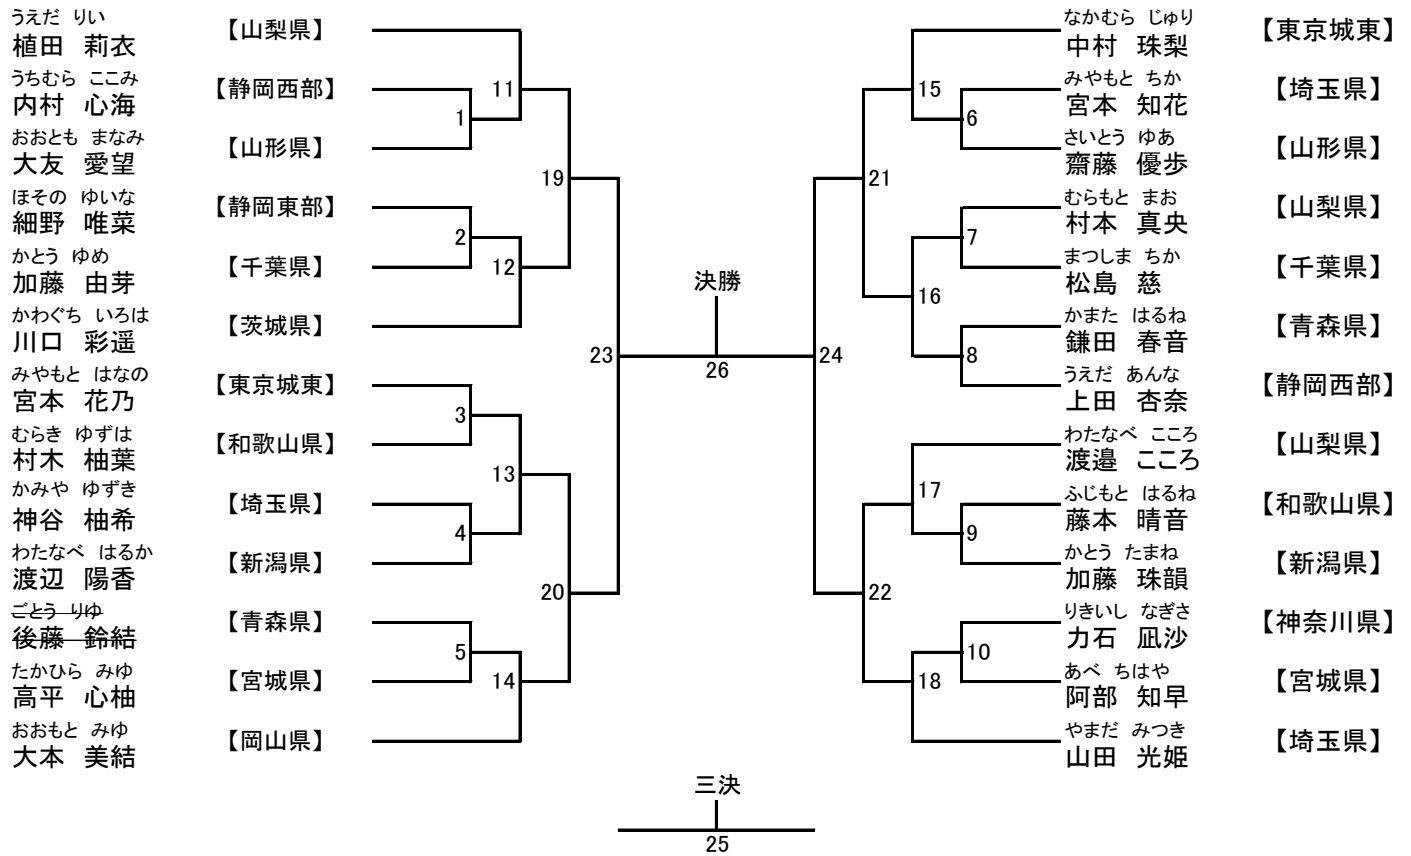 うえだ りい
植田 莉衣 【山梨県】
うちむら ここみ
内村 心海 【静岡西部】
おおとも まなみ
大友 愛望 【山形県】
ほその ゆいな
細野 唯菜 【静岡東部】
かとう ゆめ
加藤 由芽 【千葉県】
かわぐち いろは
川口 彩遥 【茨城県】
みやもと はなの
宮本 花乃 【東京城東】
むらき ゆずは
村木 柚葉 【和歌山県】
かみや ゆずき
神谷 柚希 【埼玉県】
わたなべ はるか
渡辺 陽香 【新潟県】
ごとう りゆ
後藤 鈴結 【青森県】
たかひら みゆ
高平 心柚 【宮城県】
おおもと みゆ
大本 美結 【岡山県】
11
1
19
2
12
23
3
13
4
20
5
14
決勝
26
三決
25
15
6
21
7
16
24
8
17
9
22
10
18
なかむら じゅり
中村 珠梨 【東京城東】
みやもと ちか
宮本 知花 【埼玉県】
さいとう ゆあ
齋藤 優歩 【山形県】
むらもと まお
村本 真央 【山梨県】
まつしま ちか
松島 慈 【千葉県】
かまた はるね
鎌田 春音 【青森県】
うえだ あんな
上田 杏奈 【静岡西部】
わたなべ こころ
渡邉 こころ 【山梨県】
ふじもと はるね
藤本 晴音 【和歌山県】
かとう たまね
加藤 珠韻 【新潟県】
りきいし なぎさ
力石 凪沙 【神奈川県】
あべ ちはや
阿部 知早 【宮城県】
やまだ みつき
山田 光姫 【埼玉県】